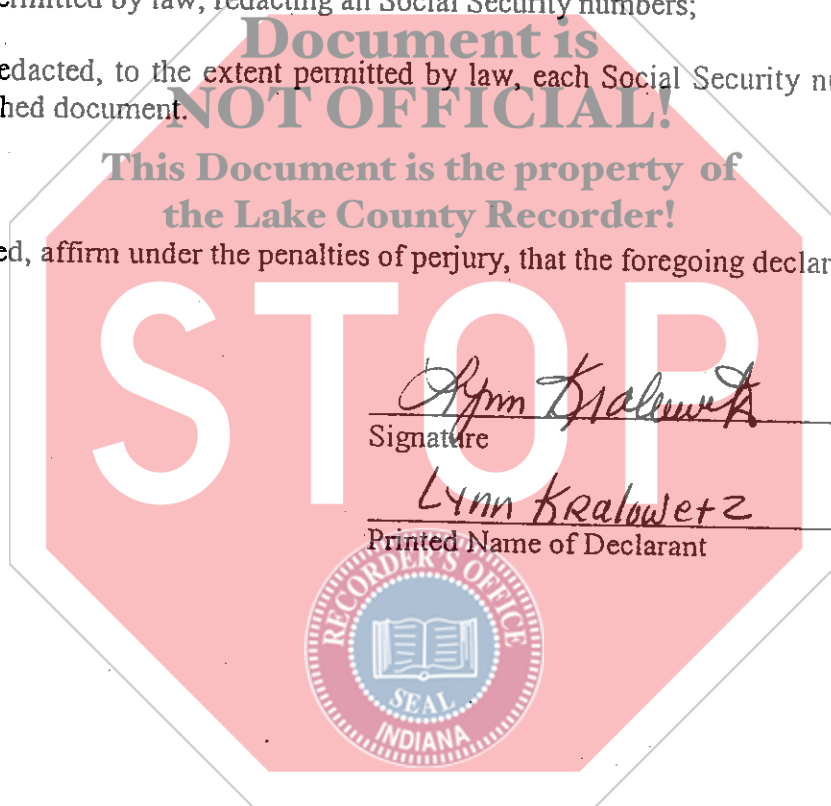 ermitted by law, redacting all Social Security numbers;
Document is
edacted, to the extent permitted by law, each Social Security nu
hed document.
NOT OFFICIAL!
This Document is the property of
the Lake County Recorder!
ed, affirm under the penalties of perjury, that the foregoing declar
STOP
Lynn Kralowetz
Signature
Lynn Kralowetz
Printed Name of Declarant
RECORDER'S OFFICE
SEAL
INDIANA